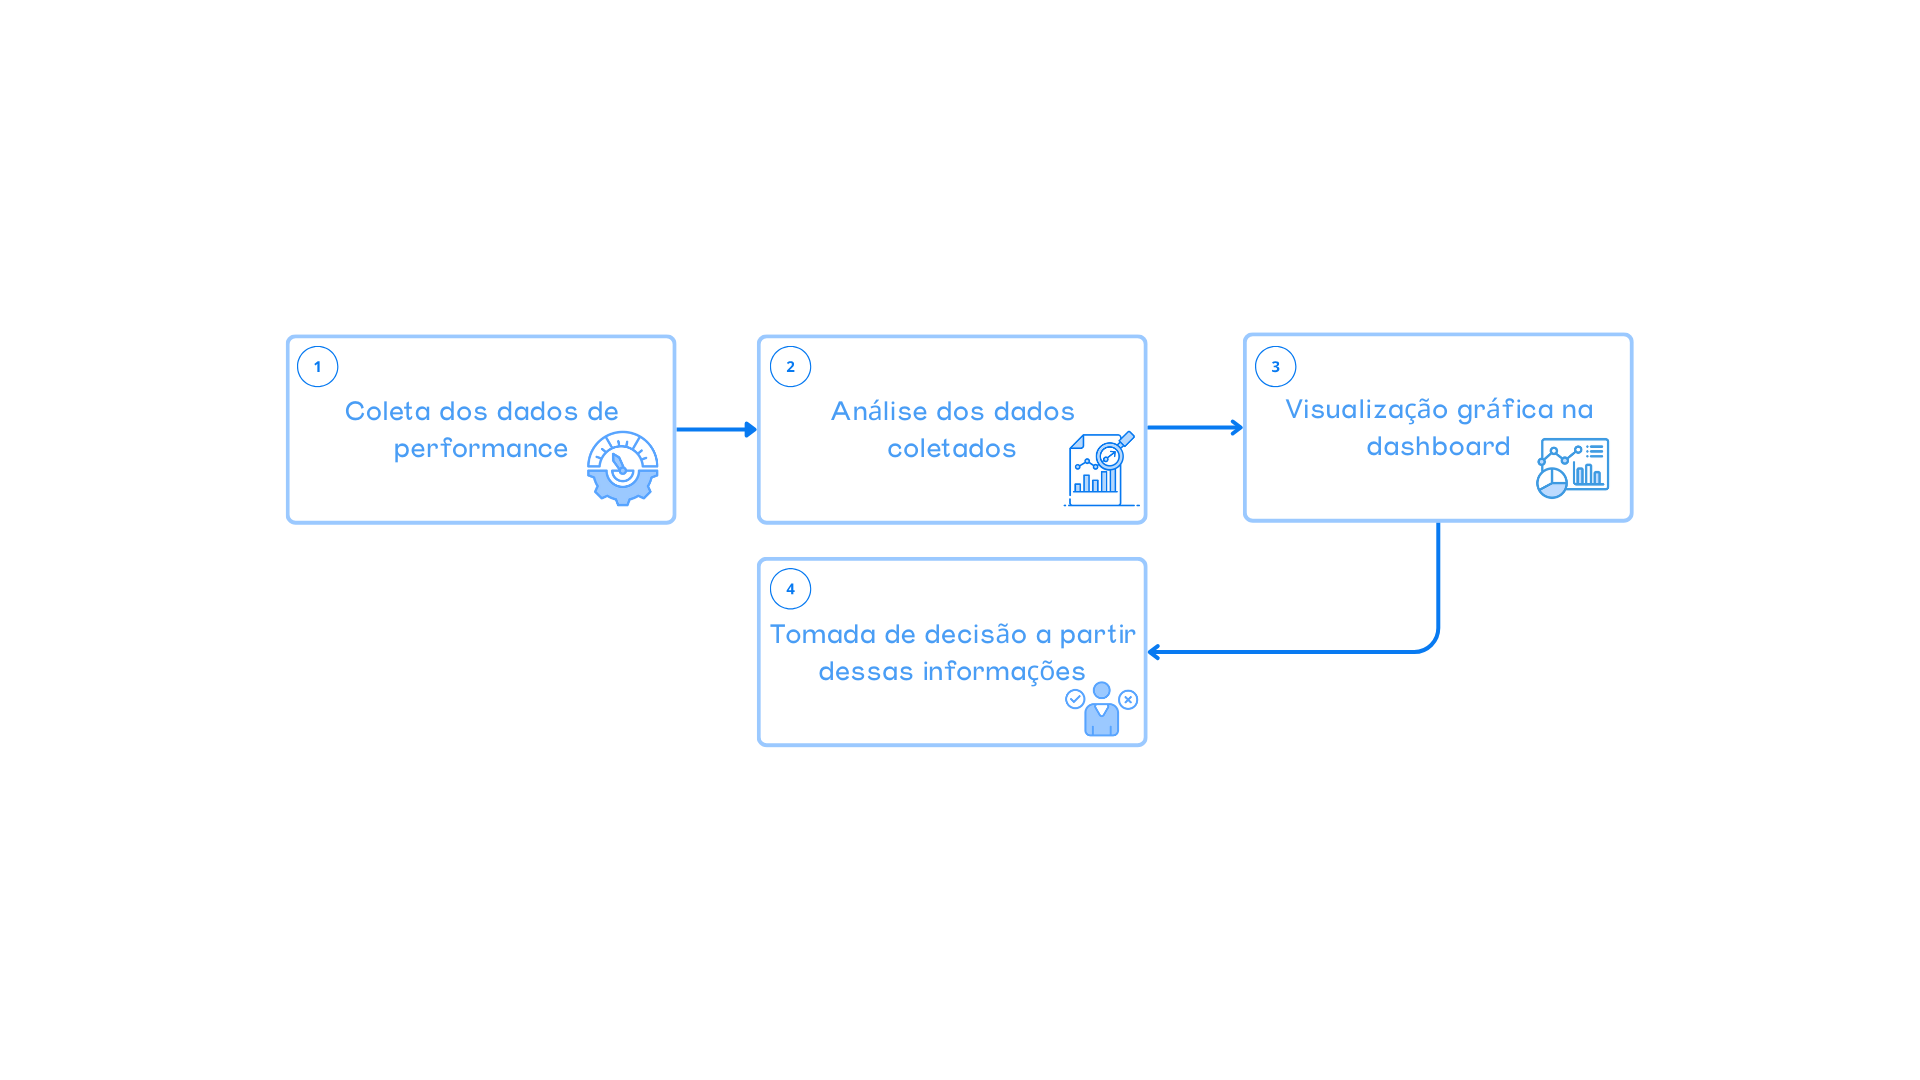 1
Coleta dos dados de
performance
2
Análise dos dados
coletados
3
Visualização gráfica na
dashboard
4
Tomada de decisão a partir
dessas informações